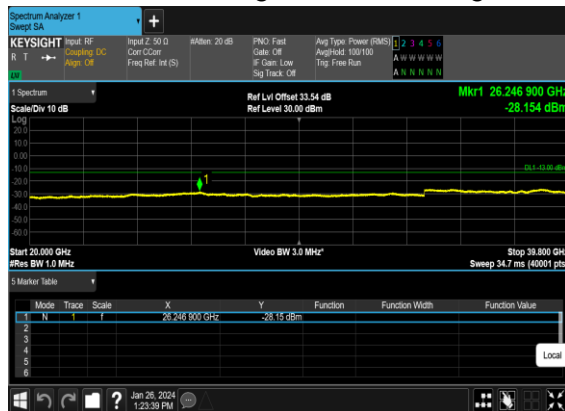 Spectrum Analyzer 1
Swept SA
+
KEYSIGHT Input: RF Input Z: 50 Ω #Atten: 20 dB PNO: Fast Avg Type: Power (RMS) 1 2 3 4 5 6
R T Coupling: DC Corr CCorr Gate: Off Avg|Hold: 100/100 A W W W W W
Align: Off Freq Ref: Int (S) IF Gain: Low Trig: Free Run
Sig Track: Off A N N N N N
LW
1 Spectrum Ref Lvl Offset 33.54 dB Mkr1 26.246 900 GHz
Scale/Div 10 dB Ref Level 30.00 dBm -28.154 dBm
Log
20.0
10.0
0.00
-10.0 DL1 -13.00 dBm
-20.0 1
-30.0
-40.0
-50.0
-60.0
Start 20.000 GHz Video BW 3.0 MHz* Stop 39.800 GHz
#Res BW 1.0 MHz Sweep 34.7 ms (40001 pts
5 Marker Table
Mode Trace Scale X Y Function Function Width Function Value
1 N 1 f 26.246 900 GHz -28.15 dBm
2
3
4
5
6
Local
? Jan 26, 2024
1:23:39 PM